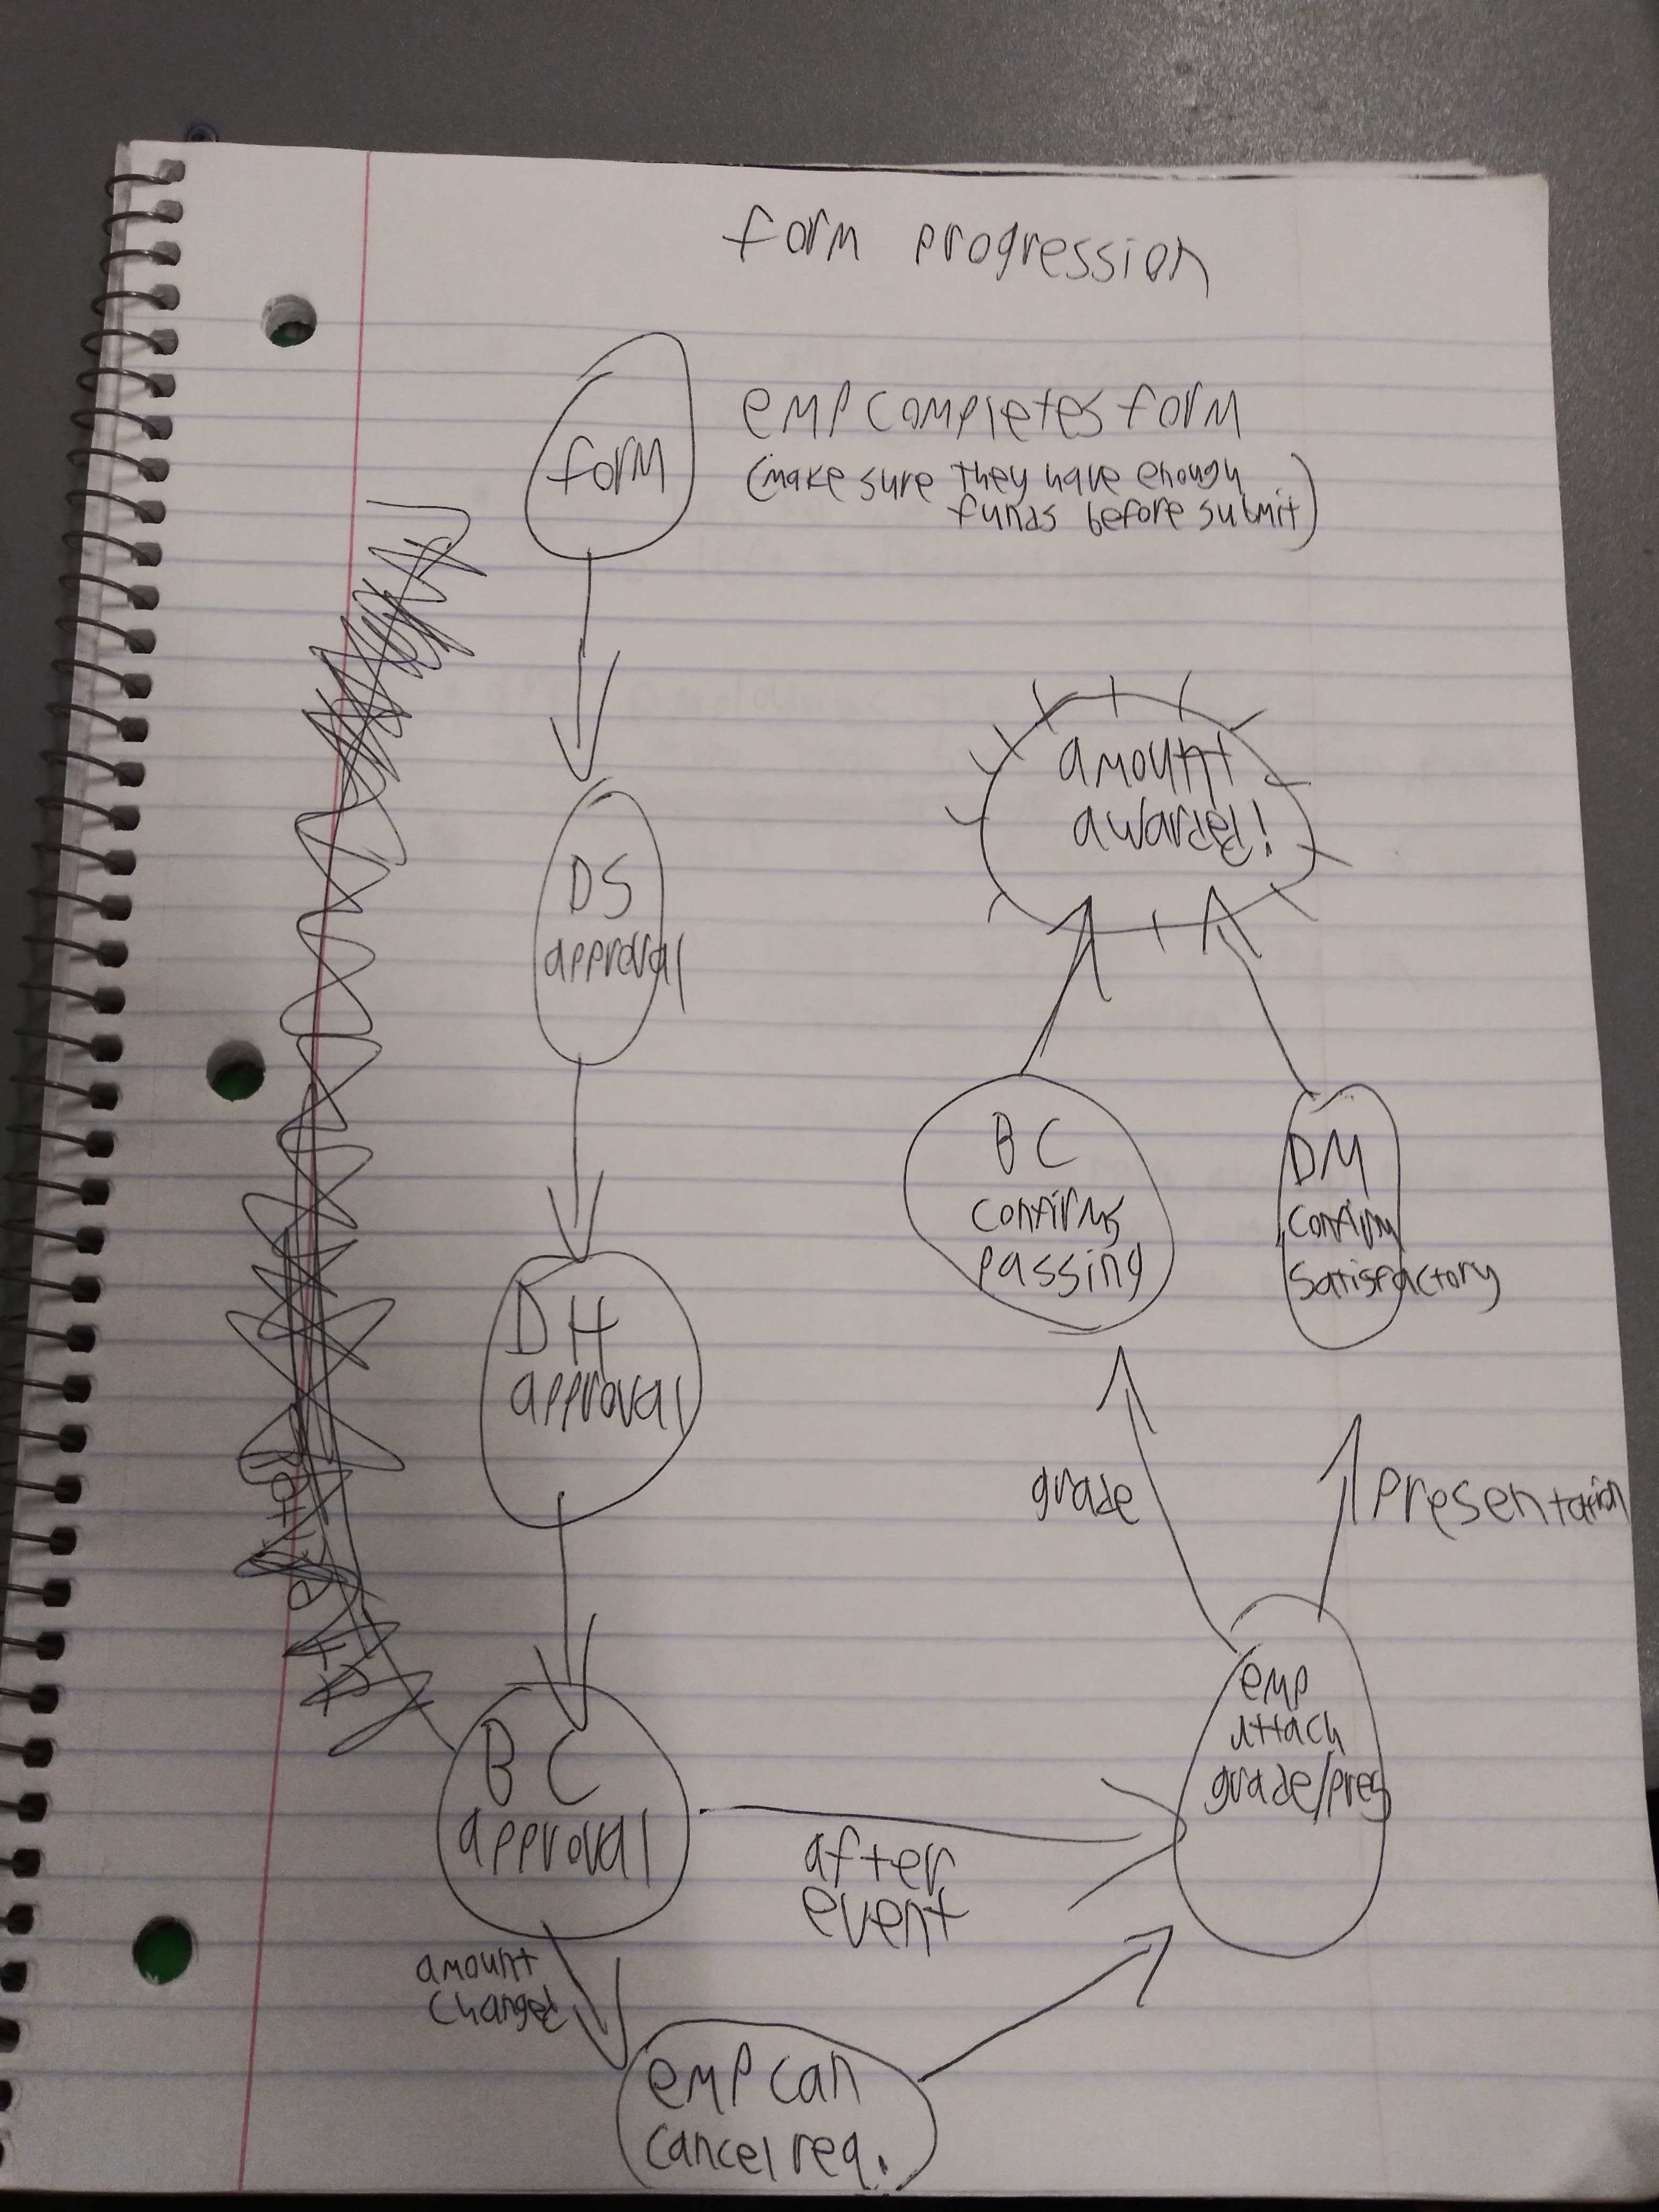 form progression
form
emp completes form
(make sure they have enough
funds before submit)
DS
approval
amount
awarded!
DH
approval
BC
confirms
passing
DM
confirm
satisfactory
grade
presentation
BC
approval
after
event
emp
attach
grade/pres
amount
changed
emp can
cancel req.